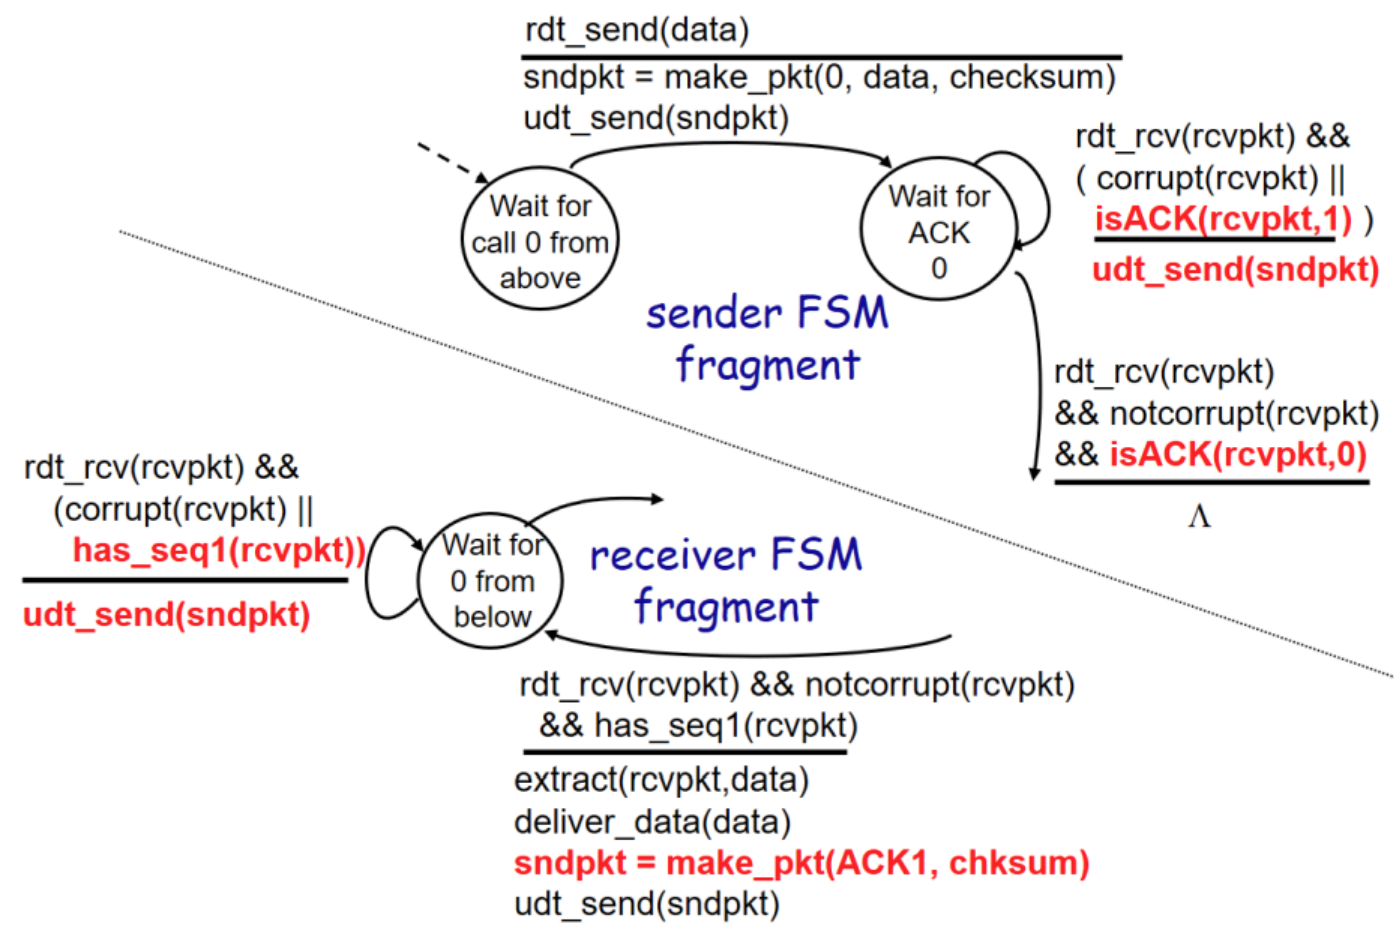 rdt_send(data)
sndpkt = make_pkt(0, data, checksum)
udt_send(sndpkt)
Wait for
call 0 from
above
Wait for
ACK
0
rdt_rcv(rcvpkt) &&
( corrupt(rcvpkt) ||
isACK(rcvpkt,1) )
udt_send(sndpkt)
sender FSM
fragment
rdt_rcv(rcvpkt)
&& notcorrupt(rcvpkt)
&& isACK(rcvpkt,0)
Λ
rdt_rcv(rcvpkt) &&
(corrupt(rcvpkt) ||
has_seq1(rcvpkt))
udt_send(sndpkt)
Wait for
0 from
below
receiver FSM
fragment
rdt_rcv(rcvpkt) && notcorrupt(rcvpkt)
&& has_seq1(rcvpkt)
extract(rcvpkt,data)
deliver_data(data)
sndpkt = make_pkt(ACK1, chksum)
udt_send(sndpkt)